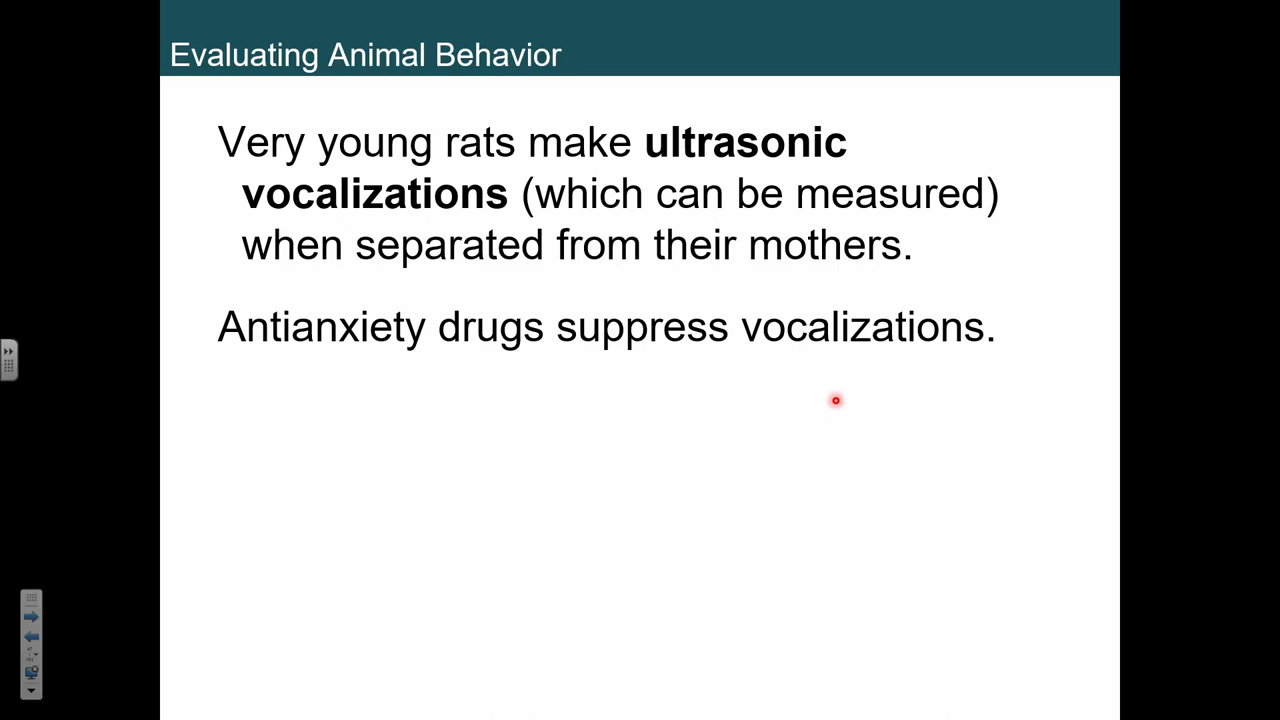 Evaluating Animal Behavior
Very young rats make ultrasonic
vocalizations (which can be measured)
when separated from their mothers.
Antianxiety drugs suppress vocalizations.